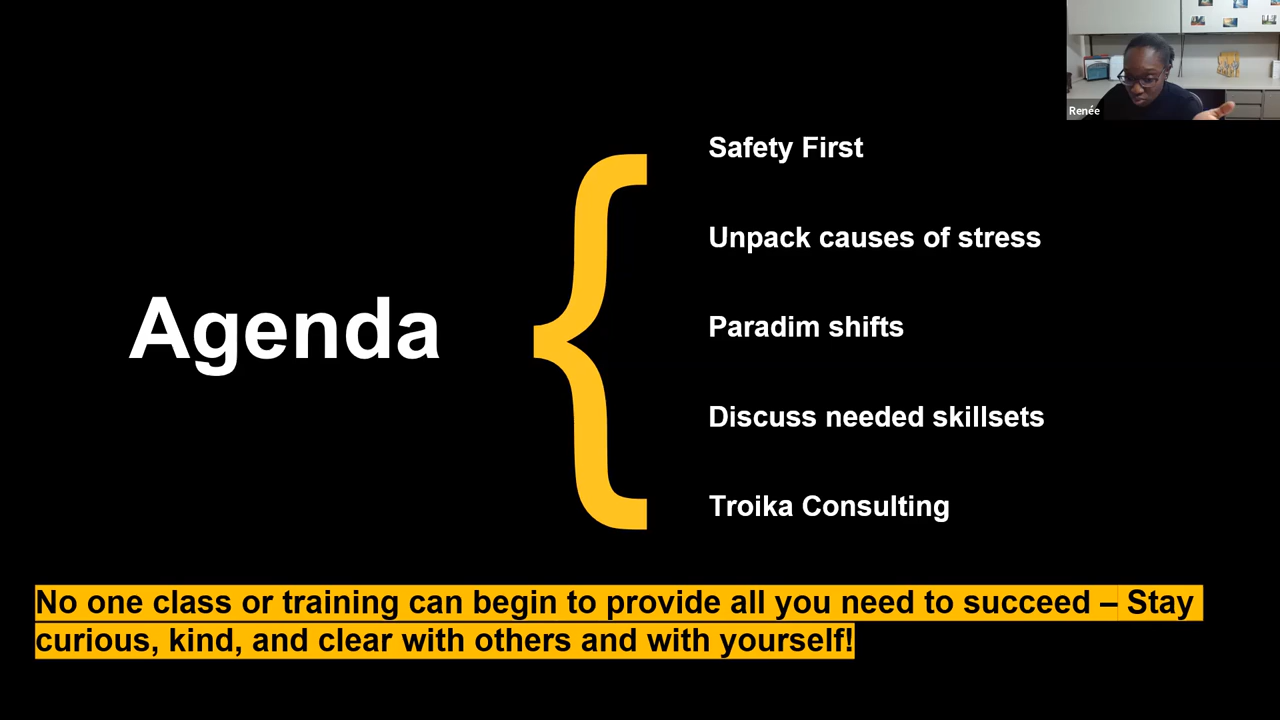 Renée
Safety First
Unpack causes of stress
Agenda
Paradim shifts
Discuss needed skillsets
Troika Consulting
No one class or training can begin to provide all you need to succeed – Stay
curious, kind, and clear with others and with yourself!